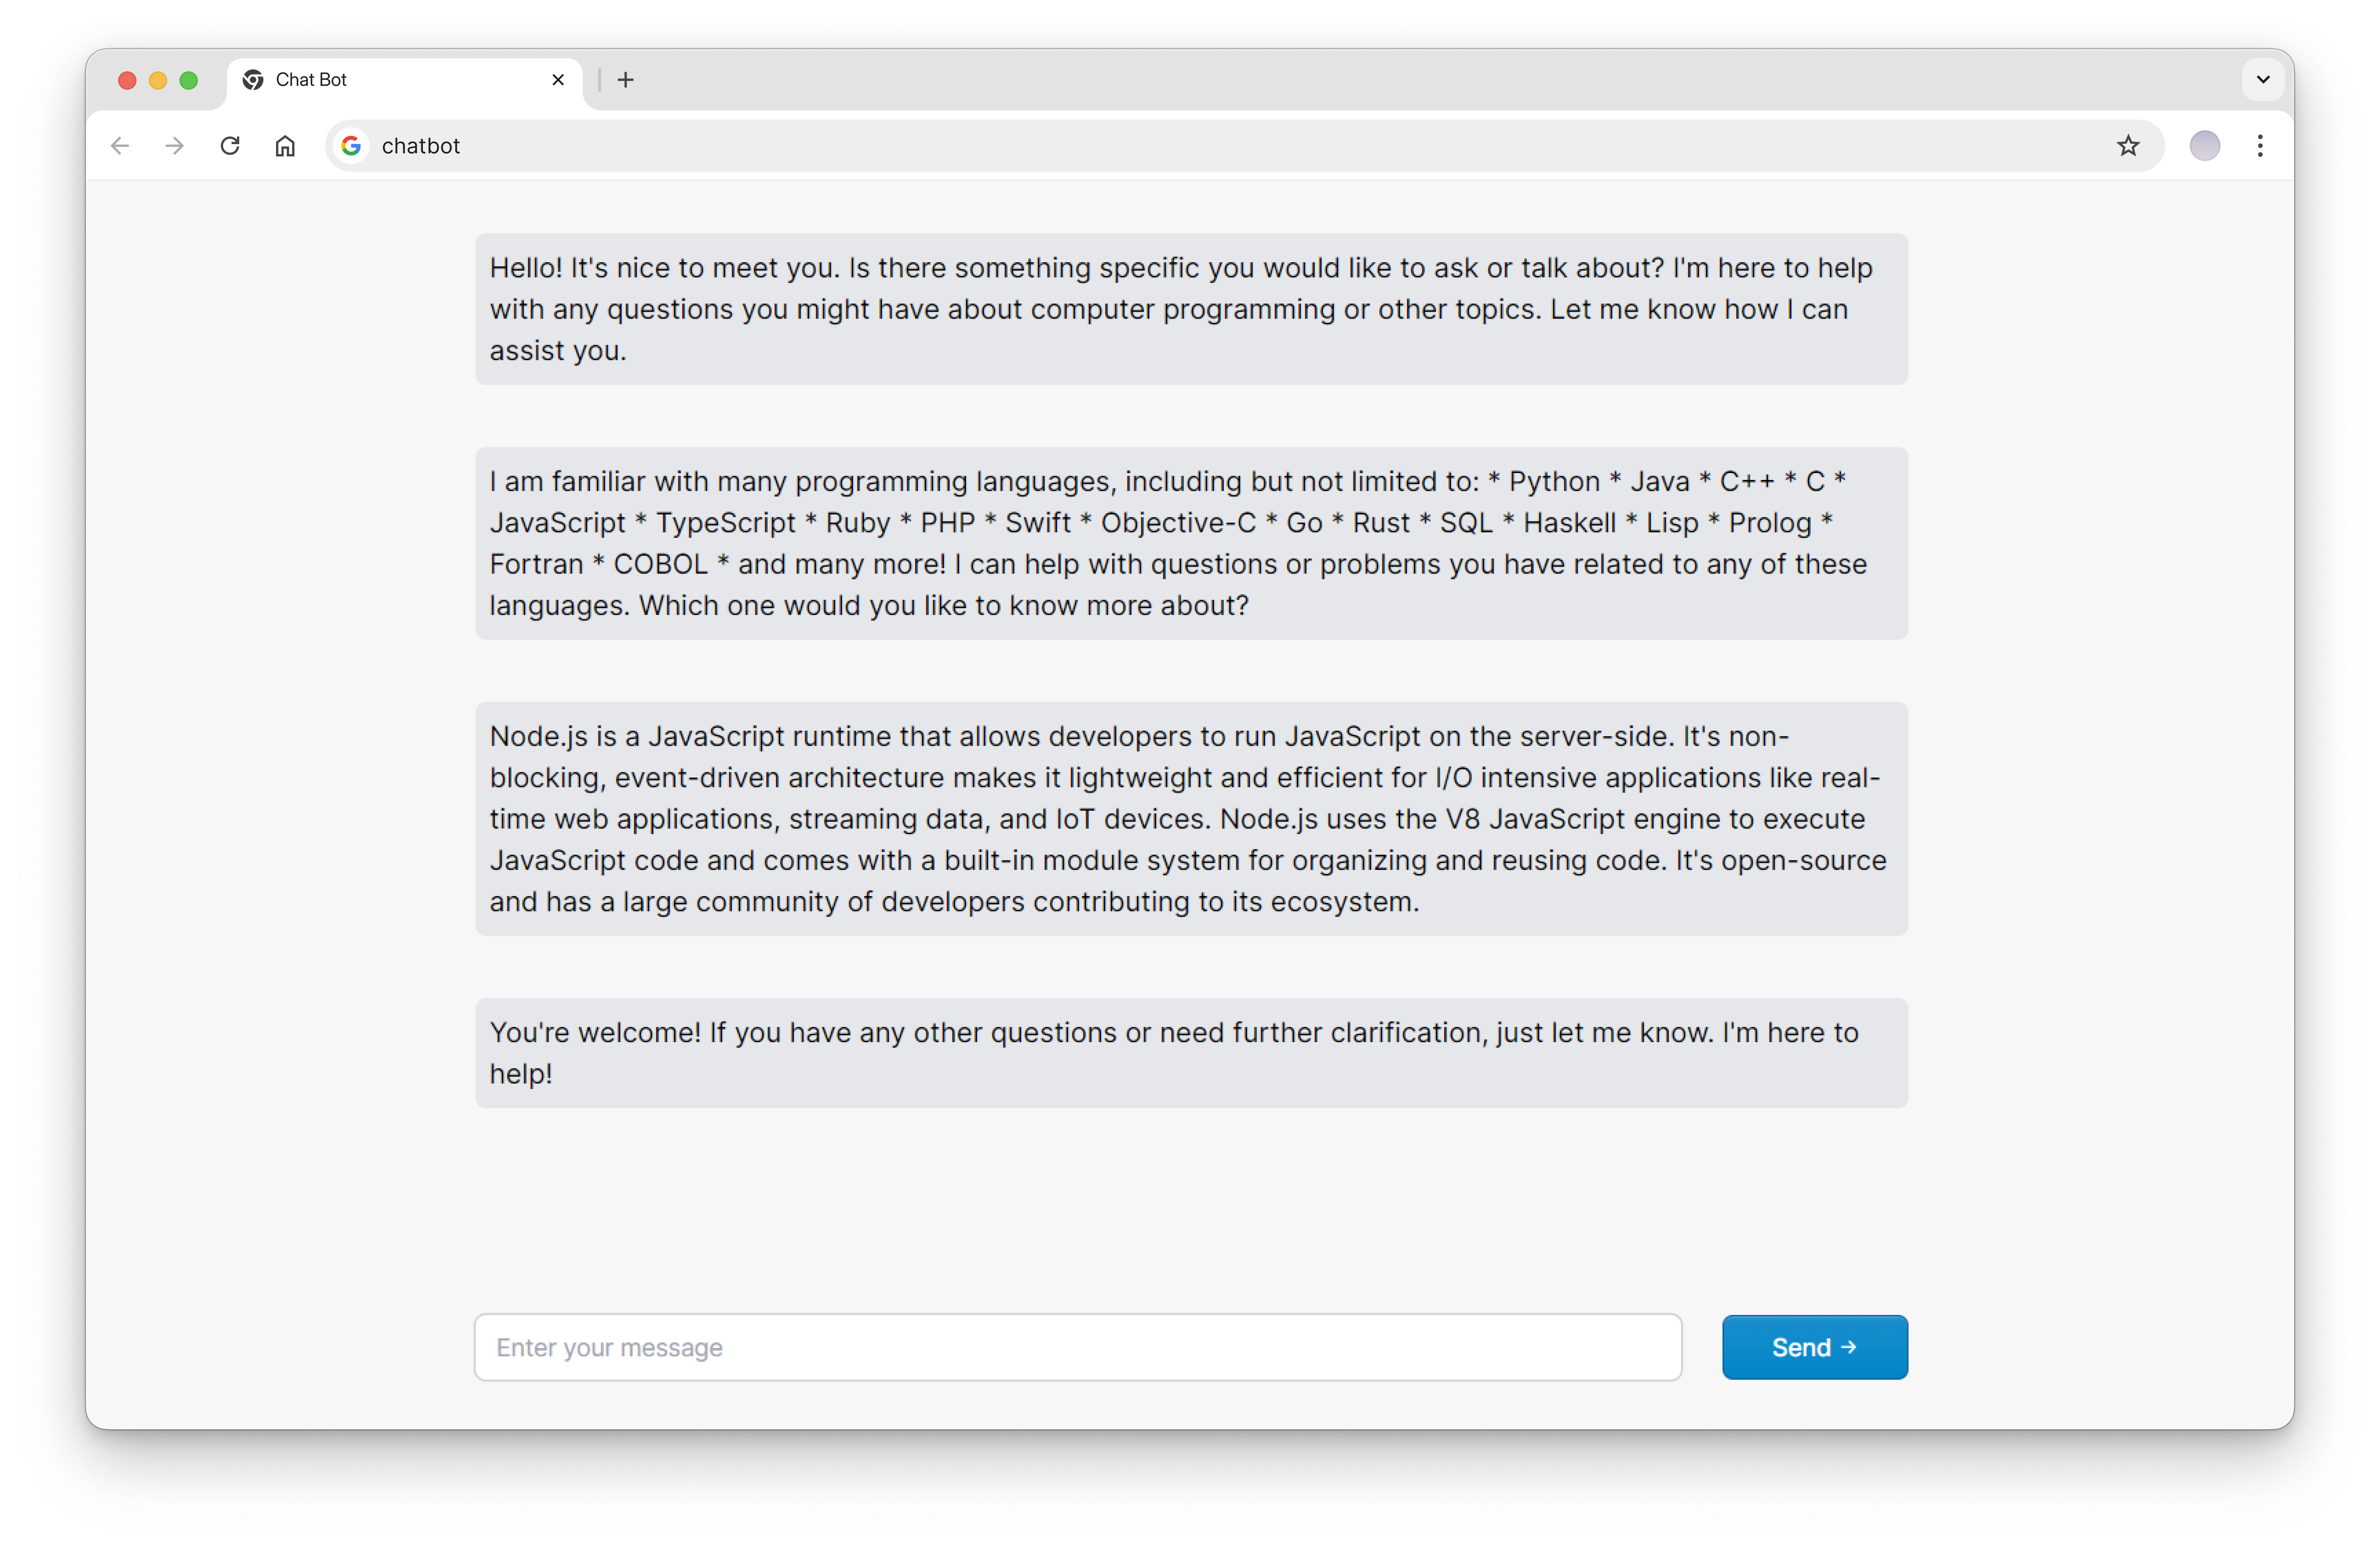 Chat Bot
chatbot
Hello! It's nice to meet you. Is there something specific you would like to ask or talk about? I'm here to help
with any questions you might have about computer programming or other topics. Let me know how I can
assist you.
I am familiar with many programming languages, including but not limited to: * Python * Java * C++ * C *
JavaScript * TypeScript * Ruby * PHP * Swift * Objective-C * Go * Rust * SQL * Haskell * Lisp * Prolog *
Fortran * COBOL * and many more! I can help with questions or problems you have related to any of these
languages. Which one would you like to know more about?
Node.js is a JavaScript runtime that allows developers to run JavaScript on the server-side. It's non-
blocking, event-driven architecture makes it lightweight and efficient for I/O intensive applications like real-
time web applications, streaming data, and IoT devices. Node.js uses the V8 JavaScript engine to execute
JavaScript code and comes with a built-in module system for organizing and reusing code. It's open-source
and has a large community of developers contributing to its ecosystem.
You're welcome! If you have any other questions or need further clarification, just let me know. I'm here to
help!
Enter your message
Send →